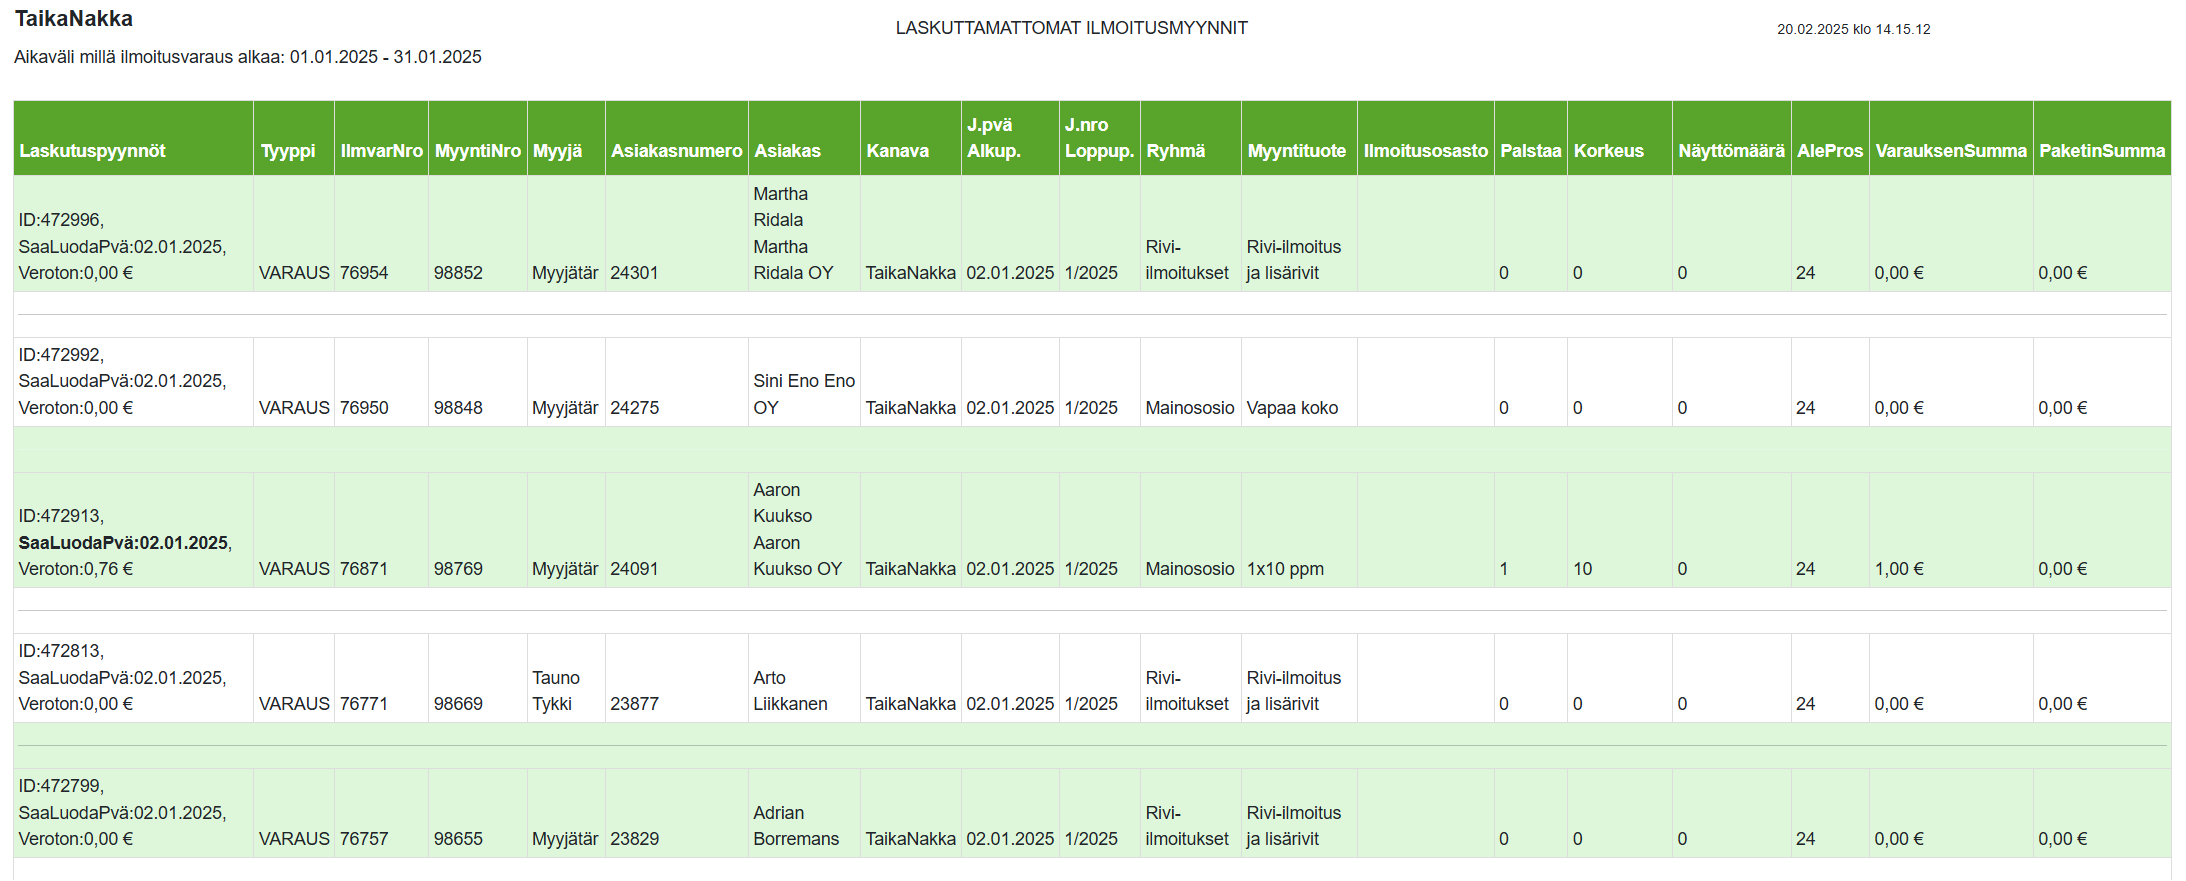 TaikaNakka
LASKUTTAMATTOMAT ILMOITUSMYYNNIT
20.02.2025 klo 14.15.12
Aikaväli millä ilmoitusvaraus alkaa: 01.01.2025 - 31.01.2025
Laskutuspyynnöt Tyyppi IlmvarNro MyyntiNro Myyjä Asiakasnumero Asiakas Kanava J.pvä Alkup. J.nro Loppup. Ryhmä Myyntituote Ilmoitusosasto Palstaa Korkeus Näyttömäärä AlePros VarauksenSumma PaketinSumma
ID:472996,
SaaLuodaPvä:02.01.2025,
Veroton:0,00 €
VARAUS 76954 98852 Myyjätär 24301
Martha
Ridala
Martha
Ridala OY
TaikaNakka 02.01.2025 1/2025
Rivi-
ilmoitukset
Rivi-ilmoitus
ja lisärivit
0 0 0 24 0,00 € 0,00 €
ID:472992,
SaaLuodaPvä:02.01.2025,
Veroton:0,00 €
VARAUS 76950 98848 Myyjätär 24275
Sini Eno Eno
OY
TaikaNakka 02.01.2025 1/2025 Mainososio Vapaa koko 0 0 0 24 0,00 € 0,00 €
ID:472913,
SaaLuodaPvä:02.01.2025,
Veroton:0,76 €
VARAUS 76871 98769 Myyjätär 24091
Aaron
Kuukso
Aaron
Kuukso OY
TaikaNakka 02.01.2025 1/2025 Mainososio 1x10 ppm 1 10 0 24 1,00 € 0,00 €
ID:472813,
SaaLuodaPvä:02.01.2025,
Veroton:0,00 €
VARAUS 76771 98669
Tauno
Tykki
23877
Arto
Liikkanen
TaikaNakka 02.01.2025 1/2025
Rivi-
ilmoitukset
Rivi-ilmoitus
ja lisärivit
0 0 0 24 0,00 € 0,00 €
ID:472799,
SaaLuodaPvä:02.01.2025,
Veroton:0,00 €
VARAUS 76757 98655 Myyjätär 23829
Adrian
Borremans
TaikaNakka 02.01.2025 1/2025
Rivi-
ilmoitukset
Rivi-ilmoitus
ja lisärivit
0 0 0 24 0,00 € 0,00 €